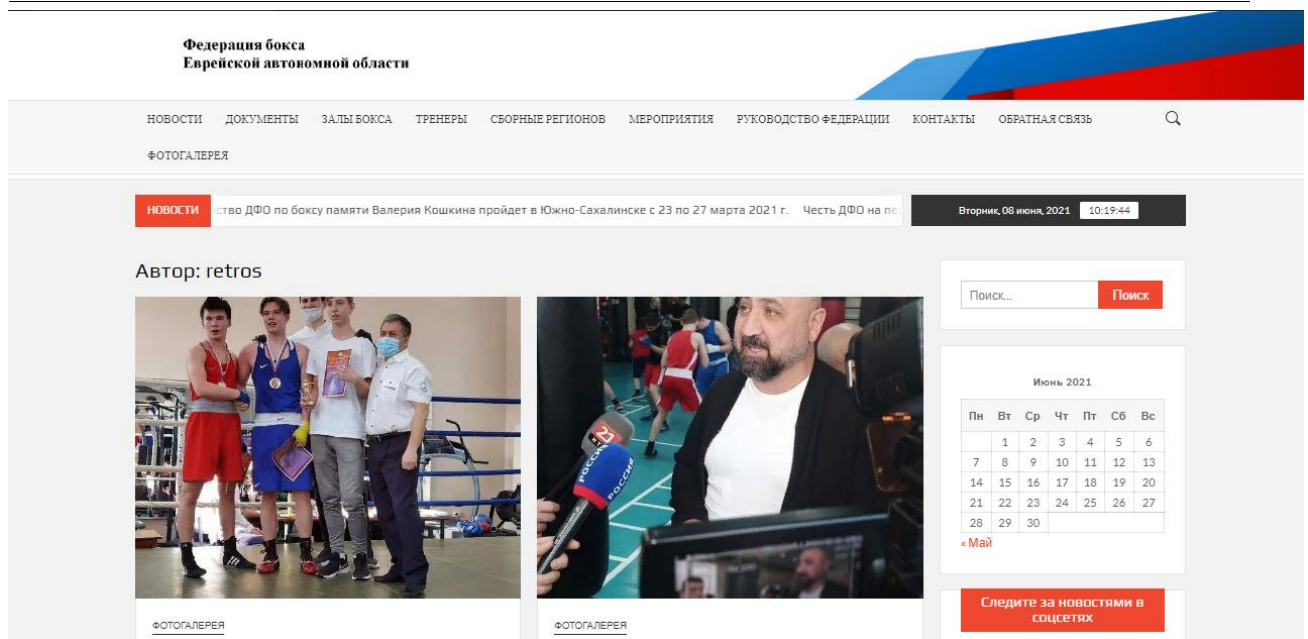 Федерация бокса
Еврейской автономной области
НОВОСТИ ДОКУМЕНТЫ ЗАЛЫ БОКСА ТРЕНЕРЫ СБОРНЫЕ РЕГИОНОВ МЕРОПРИЯТИЯ РУКОВОДСТВО ФЕДЕРАЦИИ КОНТАКТЫ ОБРАТНАЯ СВЯЗЬ
ФОТОГАЛЕРЕЯ
НОВОСТИ ство ДФО по боксу памяти Валерия Кошкина пройдет в Южно-Сахалинске с 23 по 27 марта 2021 г. Честь ДФО на пе
Вторник, 08 июня, 2021 10:19:44
Автор: retros
Поиск... Поиск
РОССИЯ
РОССИЯ
Июнь 2021
Пн Вт Ср Чт Пт Сб Вс
1 2 3 4 5 6
7 8 9 10 11 12 13
14 15 16 17 18 19 20
21 22 23 24 25 26 27
28 29 30
« Май
Следите за новостями в
соцсетях
ФОТОГАЛЕРЕЯ
ФОТОГАЛЕРЕЯ